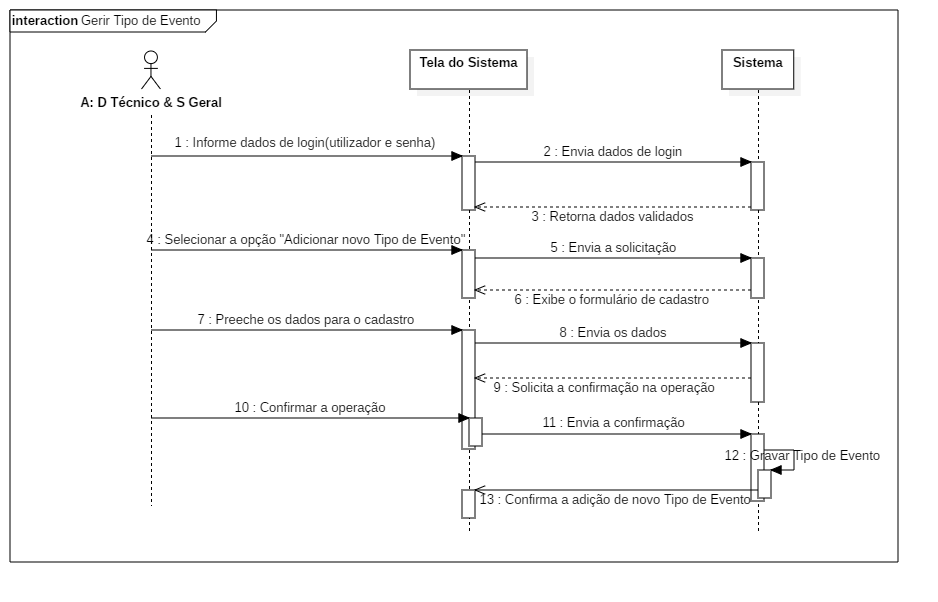 interaction Gerir Tipo de Evento
Tela do Sistema
Sistema
A: D Técnico & S Geral
1 : Informe dados de login(utilizador e senha)
2 : Envia dados de login
3 : Retorna dados validados
4 : Selecionar a opção "Adicionar novo Tipo de Evento"
5 : Envia a solicitação
6 : Exibe o formulário de cadastro
7 : Preeche os dados para o cadastro
8 : Envia os dados
9 : Solicita a confirmação na operação
10 : Confirmar a operação
11 : Envia a confirmação
12 : Gravar Tipo de Evento
13 : Confirma a adição de novo Tipo de Evento